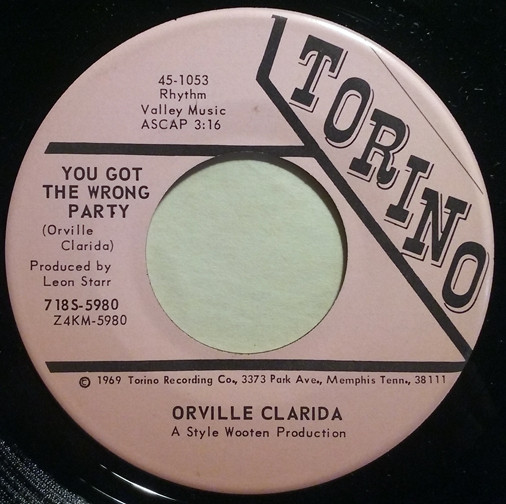 TORINO
45-1053
Rhythm
Valley Music
ASCAP 3:16
YOU GOT
THE WRONG
PARTY
(Orville
Clarida)
Produced by
Leon Starr
718S-5980
Z4KM-5980
© 1969 Torino Recording Co., 3373 Park Ave., Memphis Tenn., 38111
ORVILLE CLARIDA
A Style Wooten Production